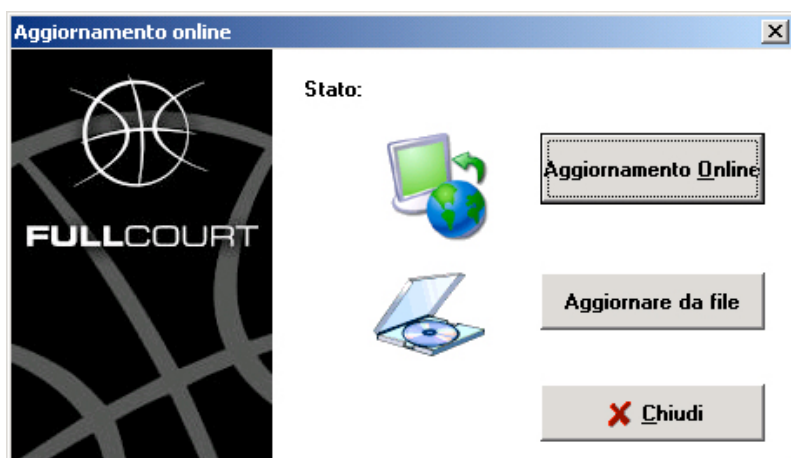 Aggiornamento online
Stato:
Aggiornamento Online
FULLCOURT
Aggiornare da file
Chiudi